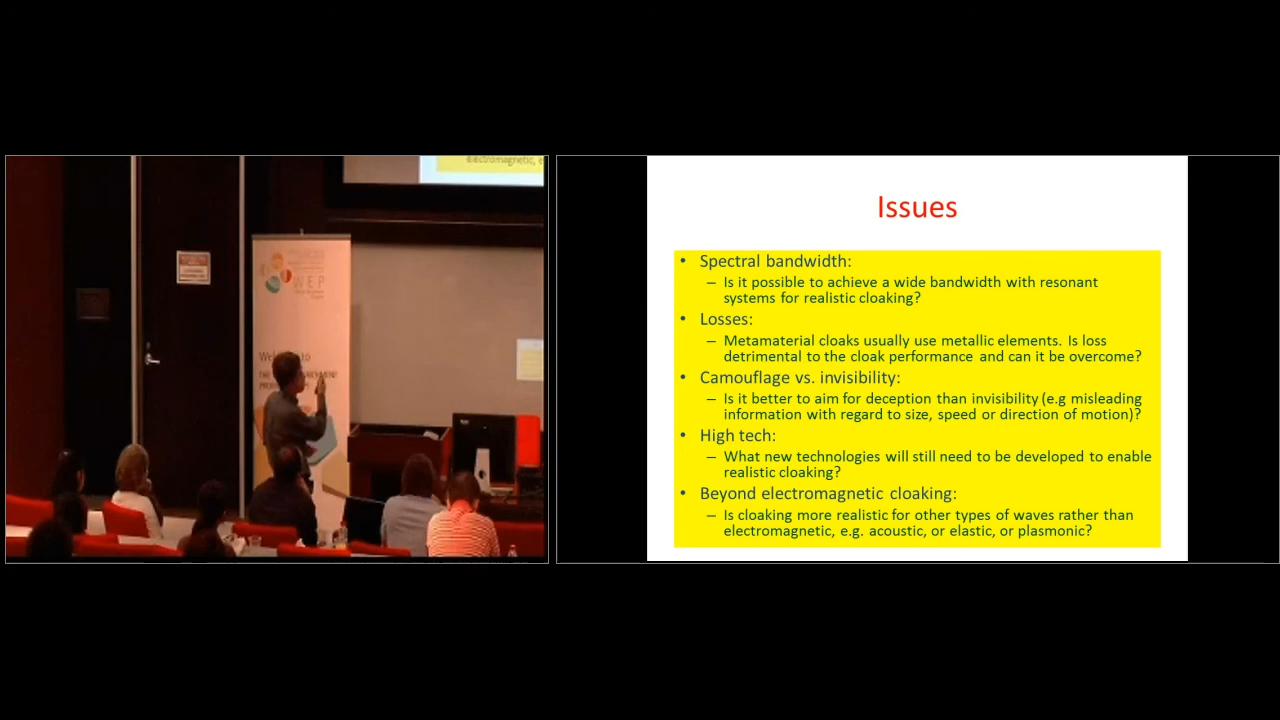 electromagnetic, e
WEP
Welcome to
Issues
• Spectral bandwidth:
– Is it possible to achieve a wide bandwidth with resonant
systems for realistic cloaking?
• Losses:
– Metamaterial cloaks usually use metallic elements. Is loss
detrimental to the cloak performance and can it be overcome?
• Camouflage vs. invisibility:
– Is it better to aim for deception than invisibility (e.g misleading
information with regard to size, speed or direction of motion)?
• High tech:
– What new technologies will still need to be developed to enable
realistic cloaking?
• Beyond electromagnetic cloaking:
– Is cloaking more realistic for other types of waves rather than
electromagnetic, e.g. acoustic, or elastic, or plasmonic?